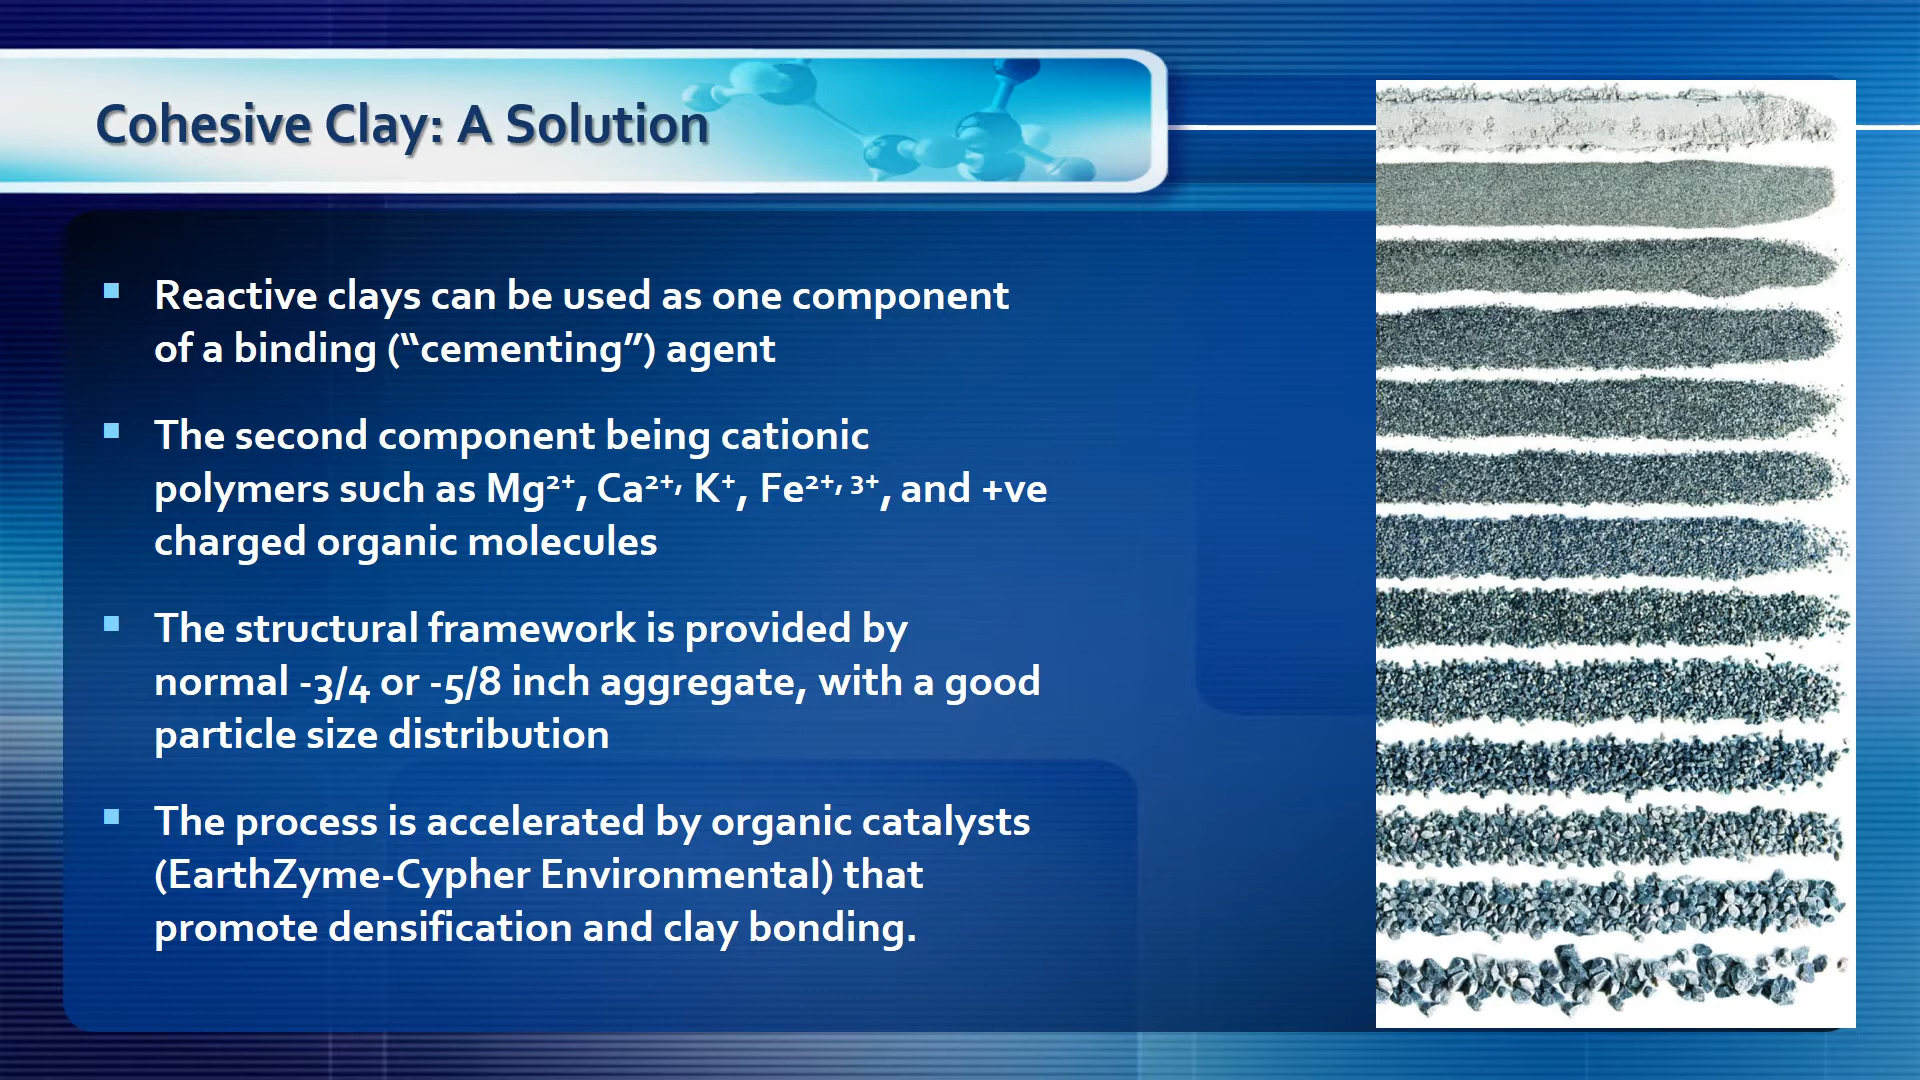 Cohesive Clay: A Solution
▪ Reactive clays can be used as one component
of a binding (“cementing”) agent
▪ The second component being cationic
polymers such as Mg²⁺, Ca²⁺’ K⁺, Fe²⁺’ ³⁺, and +ve
charged organic molecules
▪ The structural framework is provided by
normal -3/4 or -5/8 inch aggregate, with a good
particle size distribution
▪ The process is accelerated by organic catalysts
(EarthZyme-Cypher Environmental) that
promote densification and clay bonding.